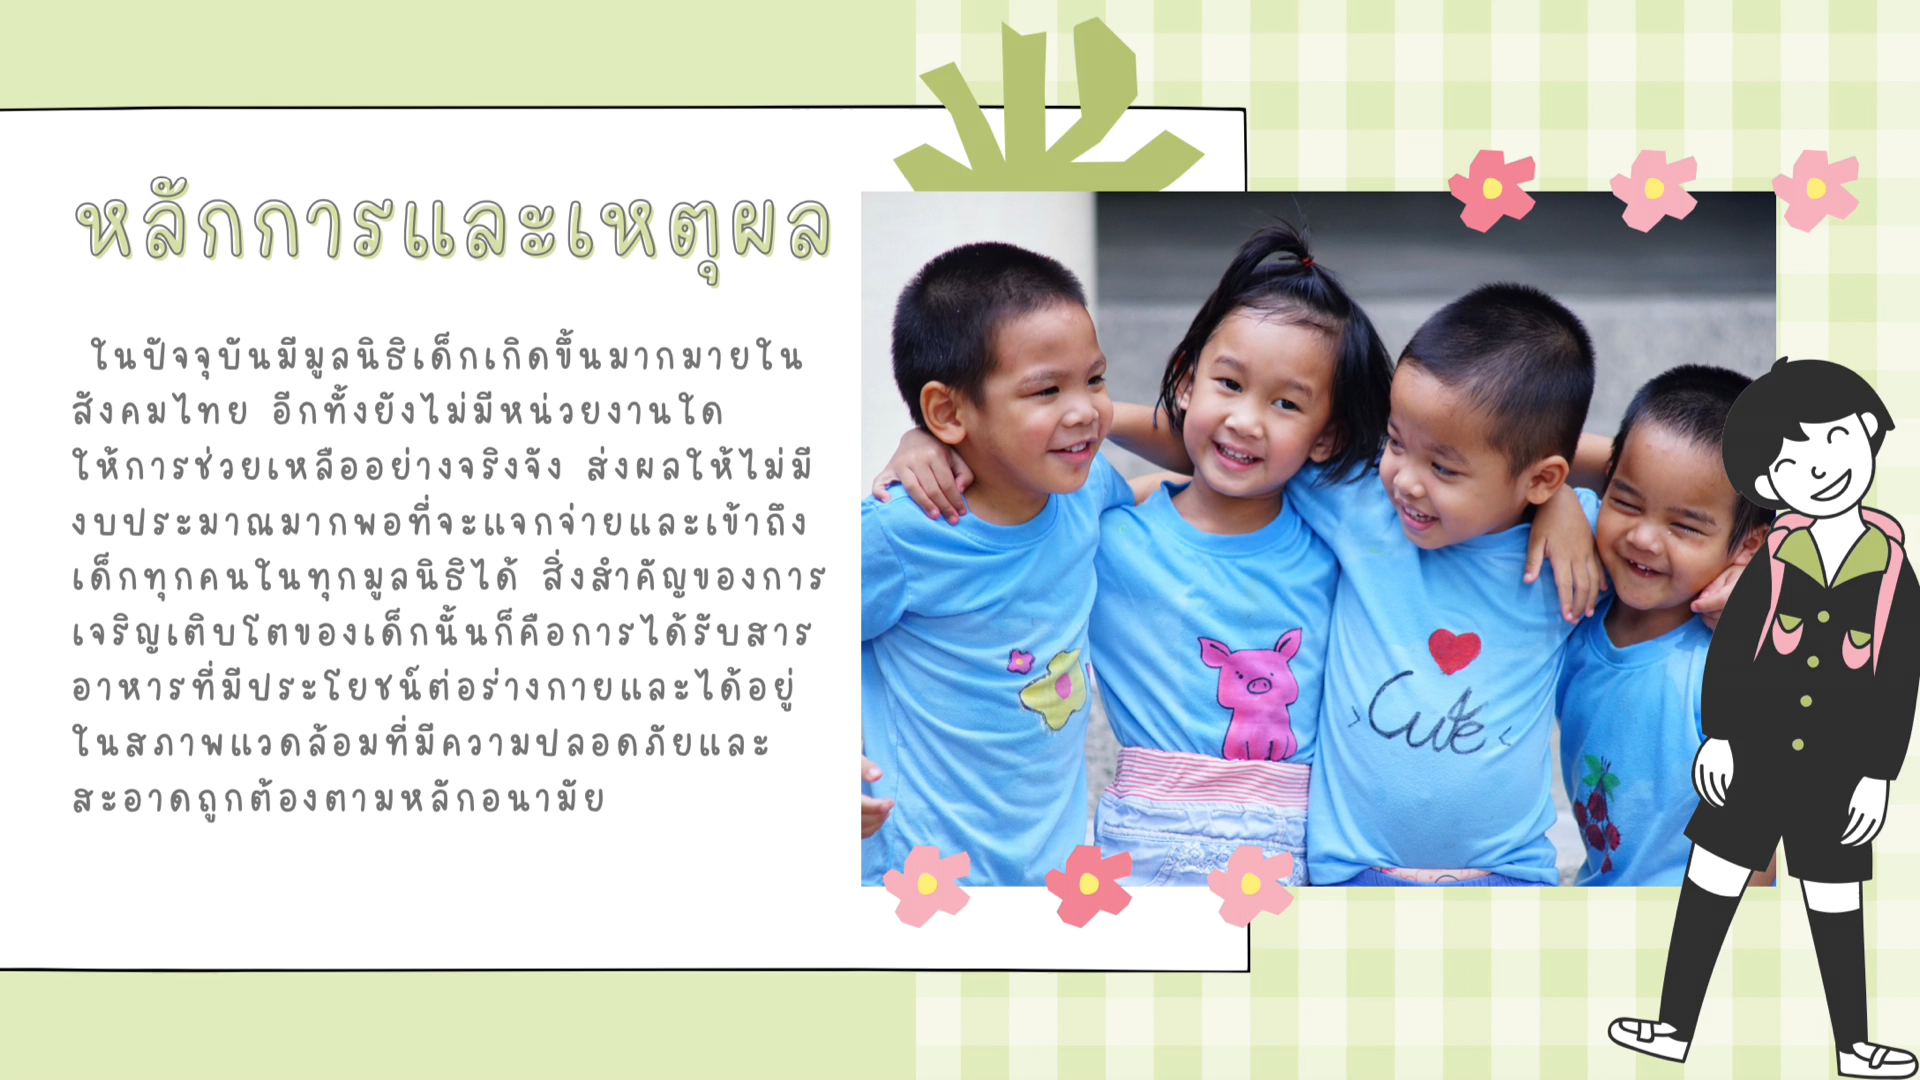 หลักการและเหตุผล
ในปัจจุบันมีมูลนิธิเด็กเกิดขึ้นมากมายใน
สังคมไทย อีกทั้งยังไม่มีหน่วยงานใด
ให้การช่วยเหลืออย่างจริงจัง ส่งผลให้ไม่มี
งบประมาณมากพอที่จะแจกจ่ายและเข้าถึง
เด็กทุกคนในทุกมูลนิธิได้ สิ่งสำคัญของการ
เจริญเติบโตของเด็กนั้นก็คือการได้รับสาร
อาหารที่มีประโยชน์ต่อร่างกายและได้อยู่
ในสภาพแวดล้อมที่มีความปลอดภัยและ
สะอาดถูกต้องตามหลักอนามัย
Cute